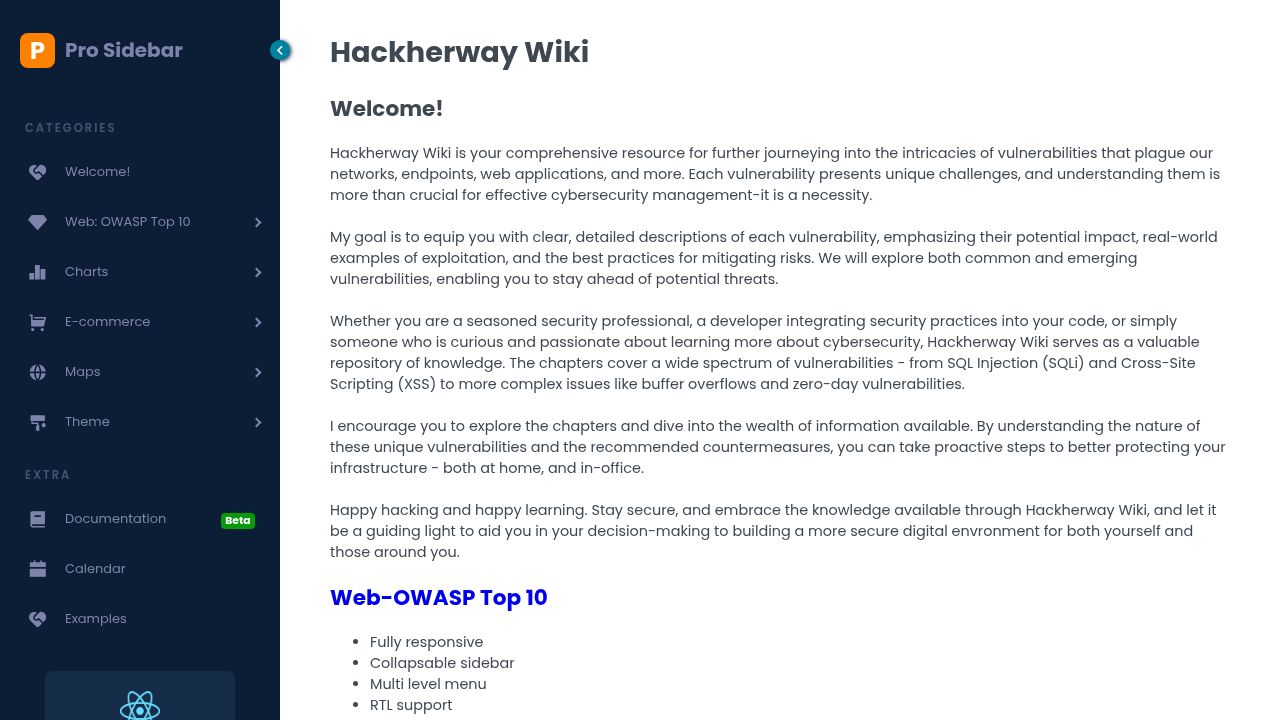 P Pro Sidebar
CATEGORIES
Welcome!
Web: OWASP Top 10
Charts
E-commerce
Maps
Theme
EXTRA
Documentation Beta
Calendar
Examples
Hackherway Wiki
Welcome!
Hackherway Wiki is your comprehensive resource for further journeying into the intricacies of vulnerabilities that plague our
networks, endpoints, web applications, and more. Each vulnerability presents unique challenges, and understanding them is
more than crucial for effective cybersecurity management-it is a necessity.
My goal is to equip you with clear, detailed descriptions of each vulnerability, emphasizing their potential impact, real-world
examples of exploitation, and the best practices for mitigating risks. We will explore both common and emerging
vulnerabilities, enabling you to stay ahead of potential threats.
Whether you are a seasoned security professional, a developer integrating security practices into your code, or simply
someone who is curious and passionate about learning more about cybersecurity, Hackherway Wiki serves as a valuable
repository of knowledge. The chapters cover a wide spectrum of vulnerabilities - from SQL Injection (SQLi) and Cross-Site
Scripting (XSS) to more complex issues like buffer overflows and zero-day vulnerabilities.
I encourage you to explore the chapters and dive into the wealth of information available. By understanding the nature of
these unique vulnerabilities and the recommended countermeasures, you can take proactive steps to better protecting your
infrastructure - both at home, and in-office.
Happy hacking and happy learning. Stay secure, and embrace the knowledge available through Hackherway Wiki, and let it
be a guiding light to aid you in your decision-making to building a more secure digital envronment for both yourself and
those around you.
Web-OWASP Top 10
Fully responsive
Collapsable sidebar
Multi level menu
RTL support